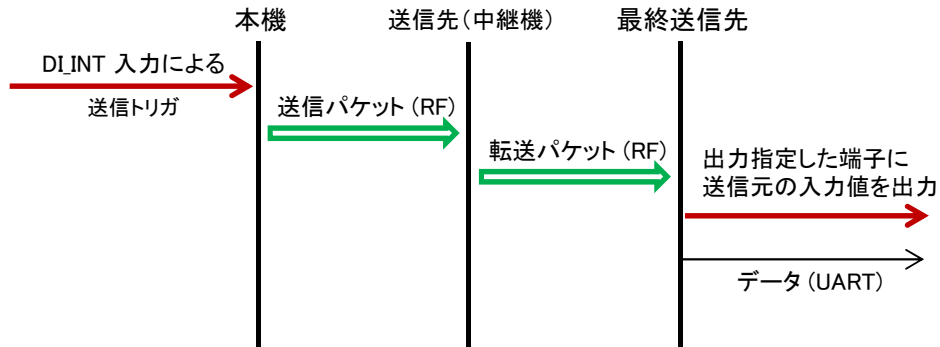 本機
送信先(中継機)
最終送信先
DI_INT 入力による
送信トリガ
送信パケット (RF)
転送パケット (RF)
出力指定した端子に
送信元の入力値を出力
データ (UART)